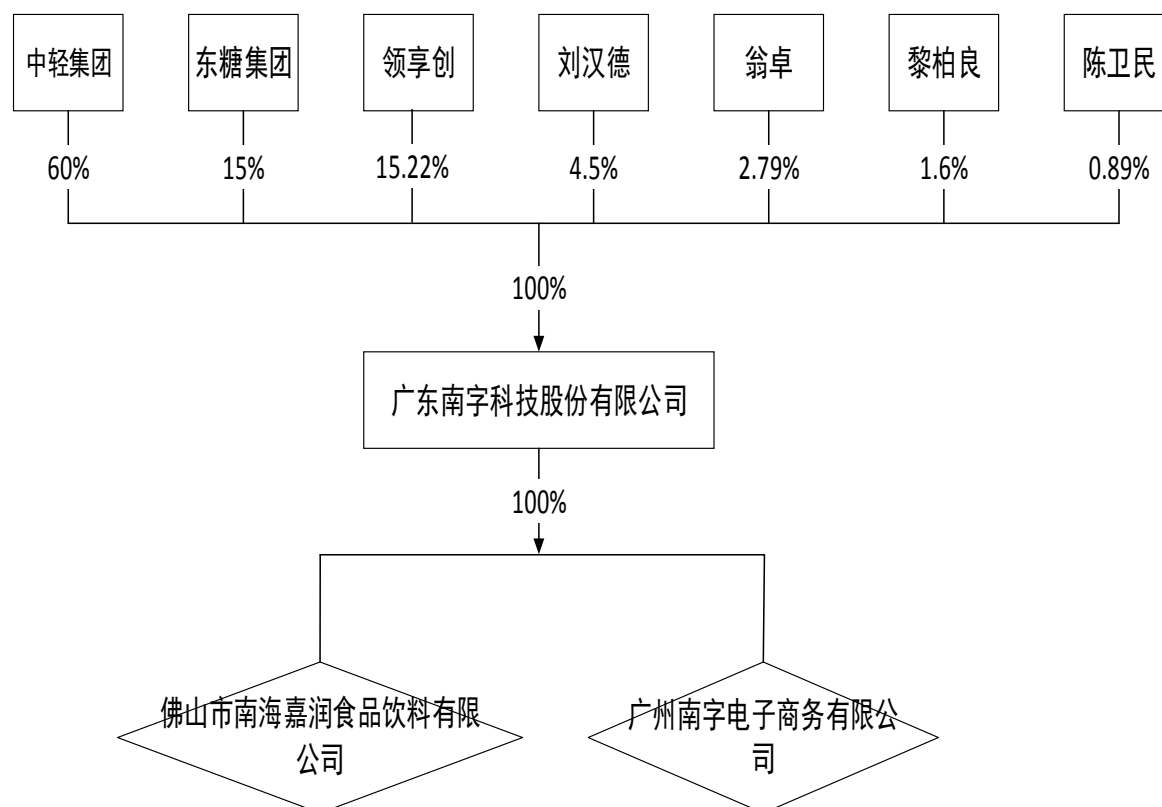 中轻集团
东糖集团
领享创
刘汉德
翁卓
黎柏良
陈卫民
60%
15%
15.22%
4.5%
2.79%
1.6%
0.89%
100%
广东南字科技股份有限公司
100%
佛山市南海嘉润食品饮料有限
公司
广州南字电子商务有限公
司